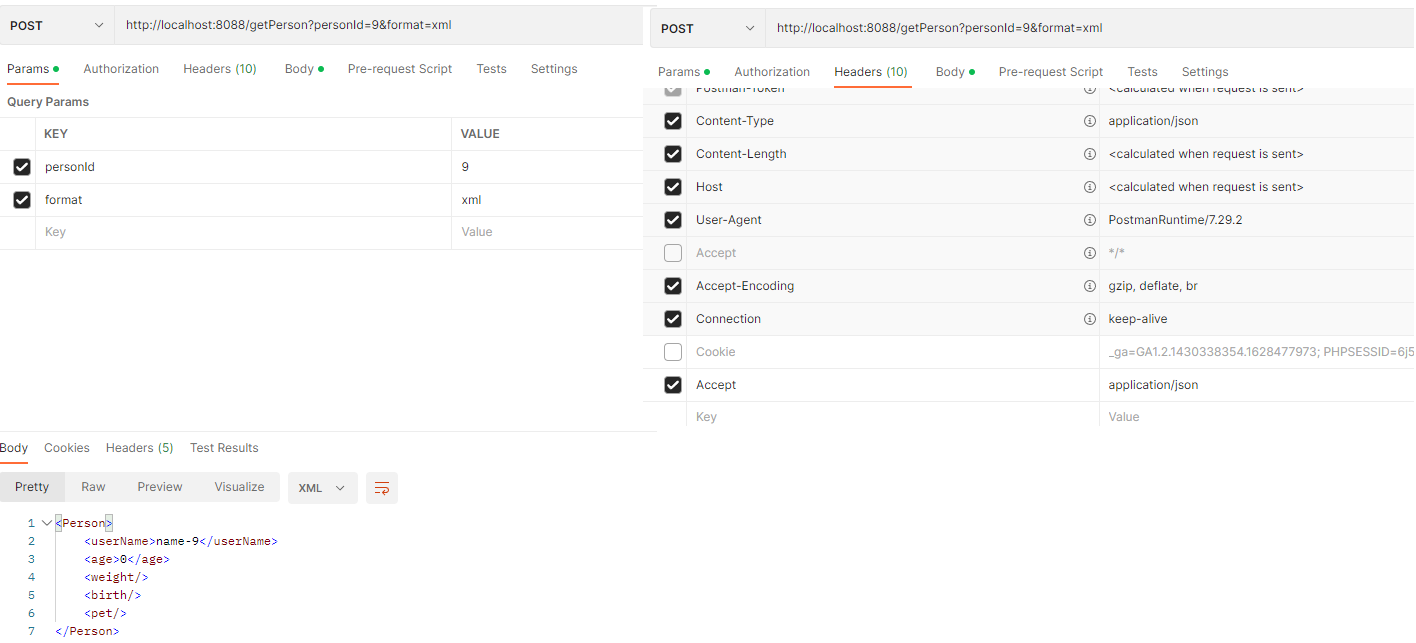 POST
http://localhost:8088/getPerson?personId=9&format=xml
Params
Authorization
Headers (10)
Body
Pre-request Script
Tests
Settings
Query Params
KEY VALUE
personId 9
format xml
Key Value
Body Cookies Headers (5) Test Results
Pretty Raw Preview Visualize XML
1 <Person>
2 <userName>name-9</userName>
3 <age>0</age>
4 <weight/>
5 <birth/>
6 <pet/>
7 </Person>
POST
http://localhost:8088/getPerson?personId=9&format=xml
Params
Authorization
Headers (10)
Body
Pre-request Script
Tests
Settings
Postman-Token <calculated when request is sent>
Content-Type application/json
Content-Length <calculated when request is sent>
Host <calculated when request is sent>
User-Agent PostmanRuntime/7.29.2
Accept */*
Accept-Encoding gzip, deflate, br
Connection keep-alive
Cookie _ga=GA1.2.1430338354.1628477973; PHPSESSID=6j5
Accept application/json
Key Value